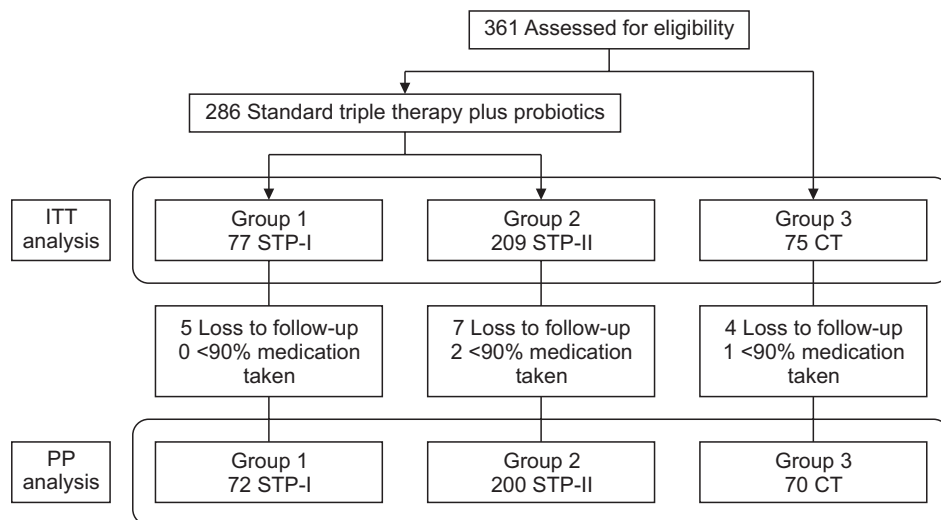 361 Assessed for eligibility
286 Standard triple therapy plus probiotics
ITT
analysis
Group 1
77 STP-I
Group 2
209 STP-II
Group 3
75 CT
5 Loss to follow-up
0 <90% medication
taken
7 Loss to follow-up
2 <90% medication
taken
4 Loss to follow-up
1 <90% medication
taken
PP
analysis
Group 1
72 STP-I
Group 2
200 STP-II
Group 3
70 CT